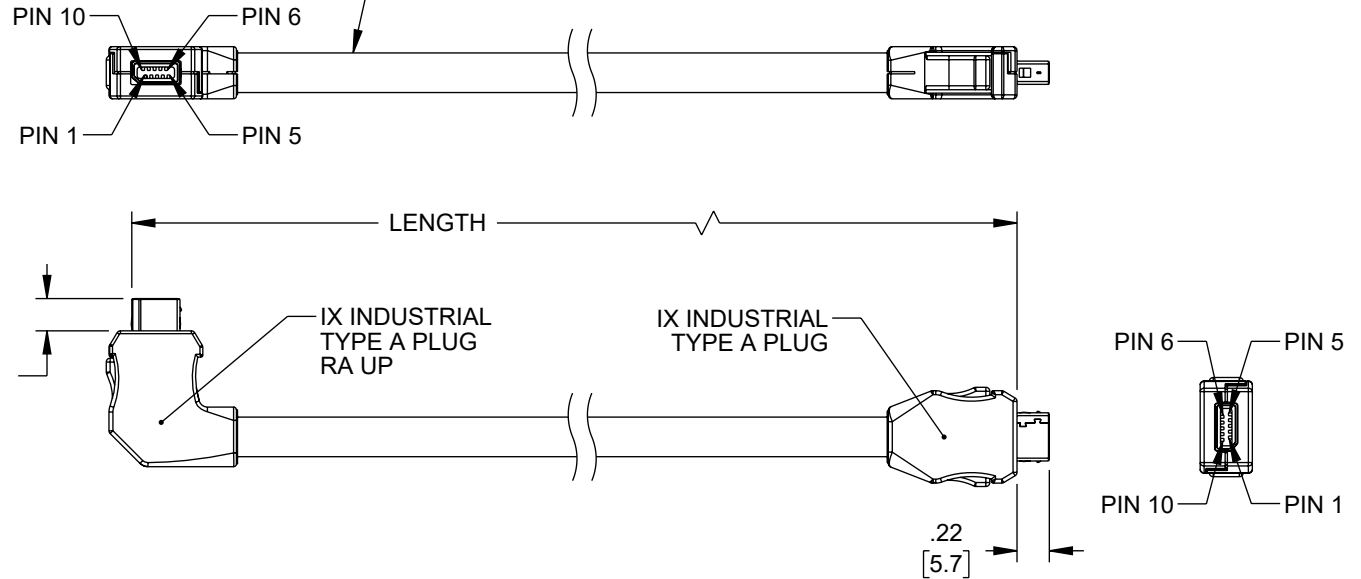 PIN 10
PIN 6
PIN 1
PIN 5
LENGTH
IX INDUSTRIAL
TYPE A PLUG
RA UP
IX INDUSTRIAL
TYPE A PLUG
PIN 6
PIN 5
PIN 10
PIN 1
.22
[5.7]